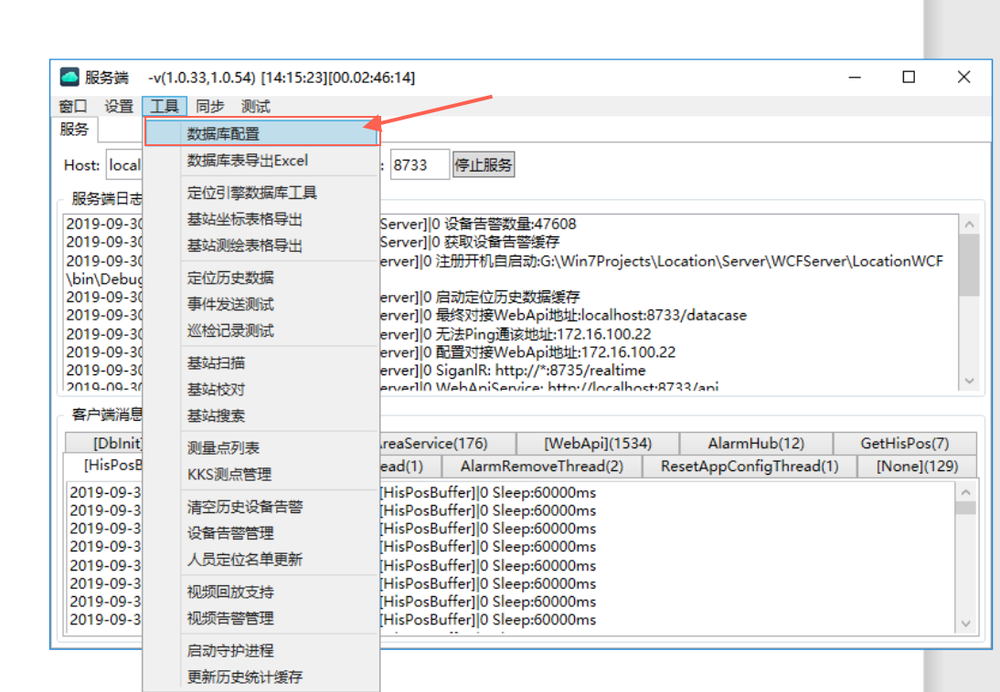 服务端 -v(1.0.33,1.0.54) [14:15:23][00.02:46:14]
窗口 设置 工具 同步 测试
服务
数据库配置
数据库表导出Excel
定位引擎数据库工具
基站坐标表格导出
基站测绘表格导出
定位历史数据
事件发送测试
巡检记录测试
基站扫描
基站校对
基站搜索
测量点列表
KKS测点管理
清空历史设备告警
设备告警管理
人员定位名单更新
视频回放支持
视频告警管理
启动守护进程
更新历史统计缓存
Host: local : 8733 停止服务
服务端日志
2019-09-30 Server]|0 设备告警数量:47608
2019-09-30 Server]|0 获取设备告警缓存
2019-09-30 erver]|0 注册开机自启动:G:\Win7Projects\Location\Server\WCFServer\LocationWCF
\bin\Debug
2019-09-30 erver]|0 启动定位历史数据缓存
2019-09-30 erver]|0 最终对接WebApi地址:localhost:8733/datacase
2019-09-30 erver]|0 无法Ping通该地址:172.16.100.22
2019-09-30 erver]|0 配置对接WebApi地址:172.16.100.22
2019-09-30 erver]|0 SiganlR: http://*:8735/realtime
2019-09-30 erver]|0 WebApiService: http://localhost:8733/api
客户端消息
[DbInit] AreaService(176) [WebApi](1534) AlarmHub(12) GetHisPos(7)
[HisPosB ead(1) AlarmRemoveThread(2) ResetAppConfigThread(1) [None](129)
2019-09-3 [HisPosBuffer]|0 Sleep:60000ms
2019-09-3 [HisPosBuffer]|0 Sleep:60000ms
2019-09-3 [HisPosBuffer]|0 Sleep:60000ms
2019-09-3 [HisPosBuffer]|0 Sleep:60000ms
2019-09-3 [HisPosBuffer]|0 Sleep:60000ms
2019-09-3 [HisPosBuffer]|0 Sleep:60000ms
2019-09-3 [HisPosBuffer]|0 Sleep:60000ms
2019-09-3 [HisPosBuffer]|0 Sleep:60000ms